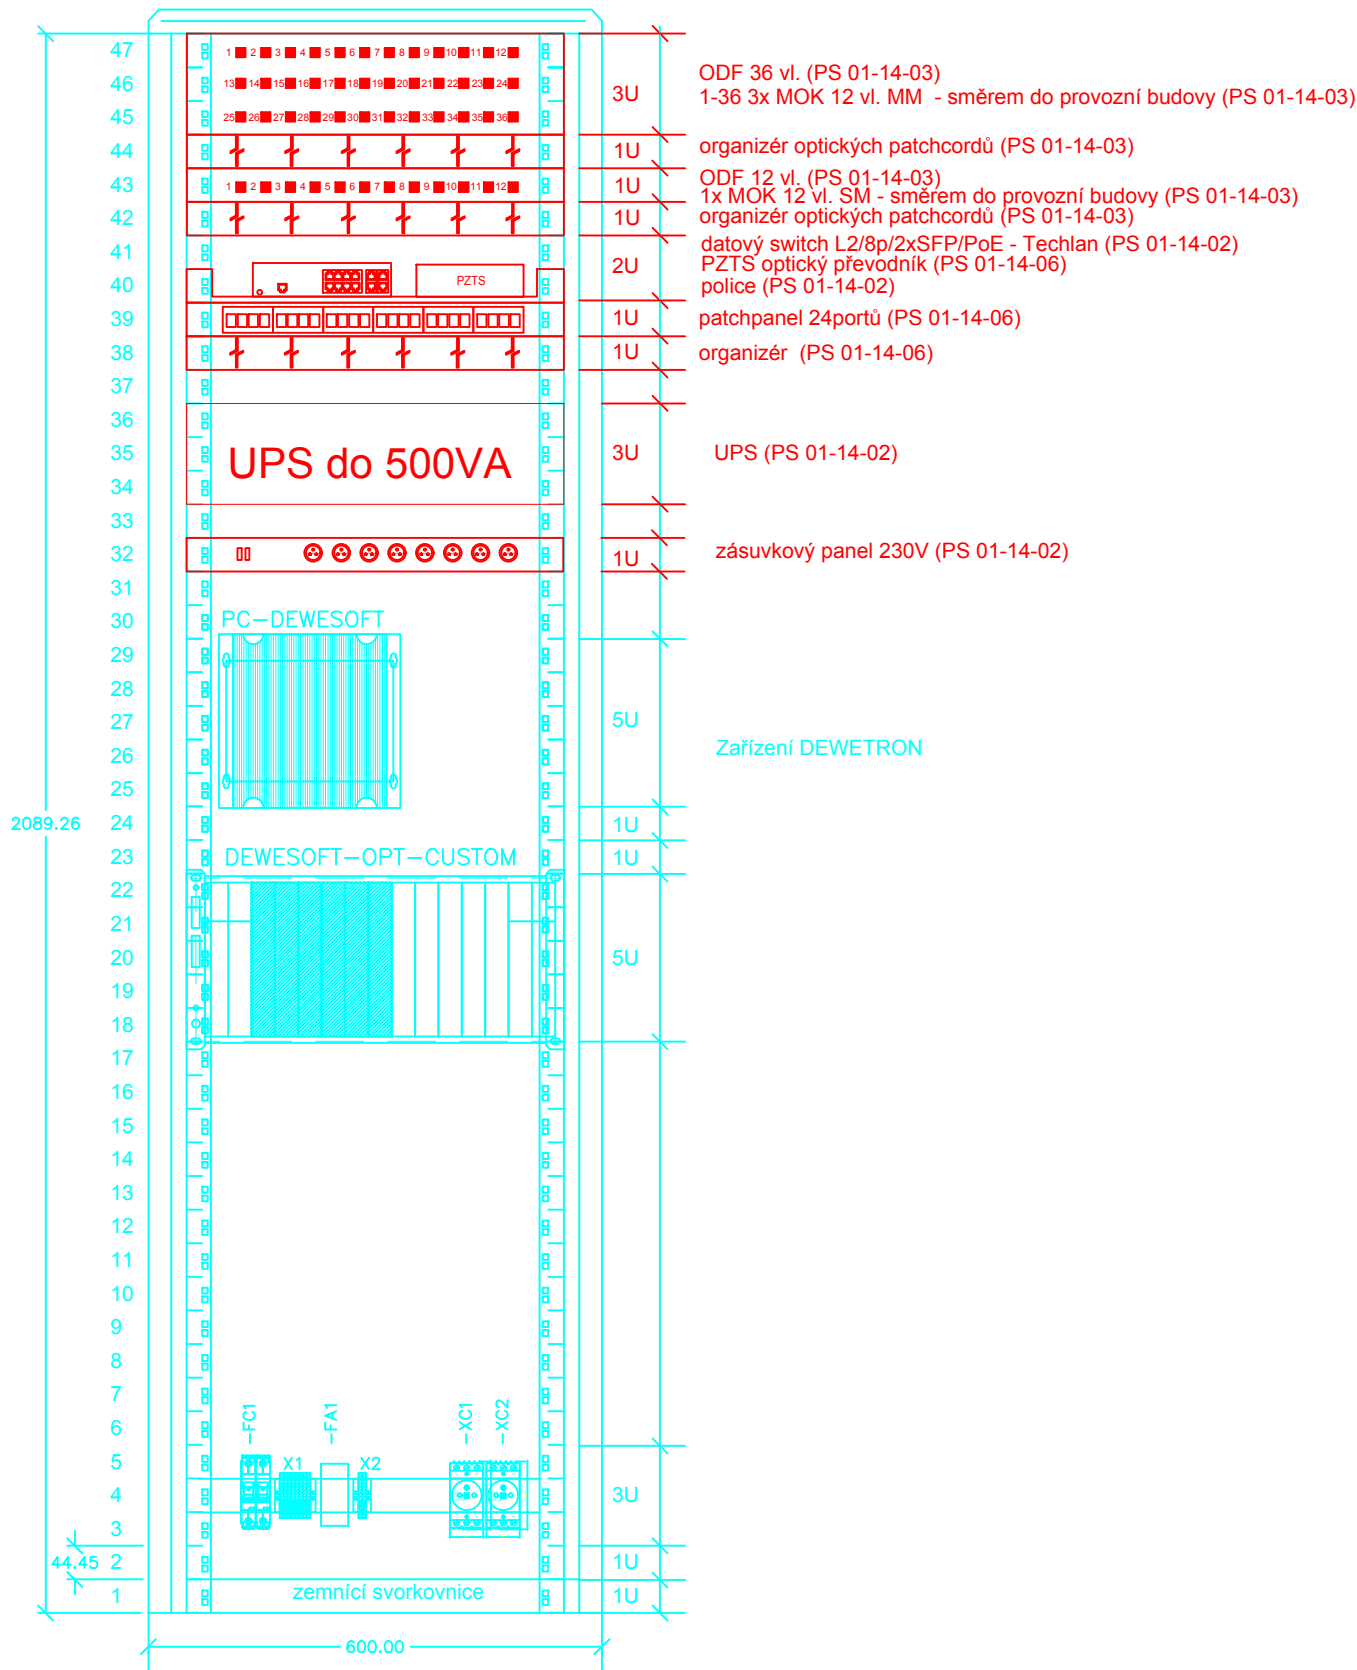 47 1 2 3 4 5 6 7 8 9 10 11 12
46 13 14 15 16 17 18 19 20 21 22 23 24 3U ODF 36 vl. (PS 01-14-03)
1-36 3x MOK 12 vl. MM - směrem do provozní budovy (PS 01-14-03)
45 25 26 27 28 29 30 31 32 33 34 35 36
44 1U organizér optických patchcordů (PS 01-14-03)
43 1 2 3 4 5 6 7 8 9 10 11 12 1U ODF 12 vl. (PS 01-14-03)
1x MOK 12 vl. SM - směrem do provozní budovy (PS 01-14-03)
42 1U organizér optických patchcordů (PS 01-14-03)
41 datový switch L2/8p/2xSFP/PoE - Techlan (PS 01-14-02)
2U PZTS optický převodník (PS 01-14-06)
40 PZTS police (PS 01-14-02)
39 1U patchpanel 24portů (PS 01-14-06)
38 1U organizér (PS 01-14-06)
37
36
35 UPS do 500VA 3U UPS (PS 01-14-02)
34
33
32 1U zásuvkový panel 230V (PS 01-14-02)
31
30 PC-DEWESOFT
29
28
27 5U
26 Zařízení DEWETRON
25
2089.26 24 1U
23 DEWESOFT-OPT-CUSTOM 1U
22
21
20 5U
19
18
17
16
15
14
13
12
11
10
9
8
7
6 -FC1 -FA1 -XC1 -XC2
5 X1 X2
4 3U
3
44.45 2 1U
1 zemnící svorkovnice 1U
600.00